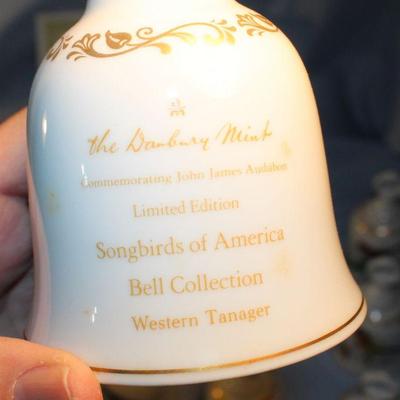 the Danbury Mint
Commemorating John James Audubon
Limited Edition
Songbirds of America
Bell Collection
Western Tanager